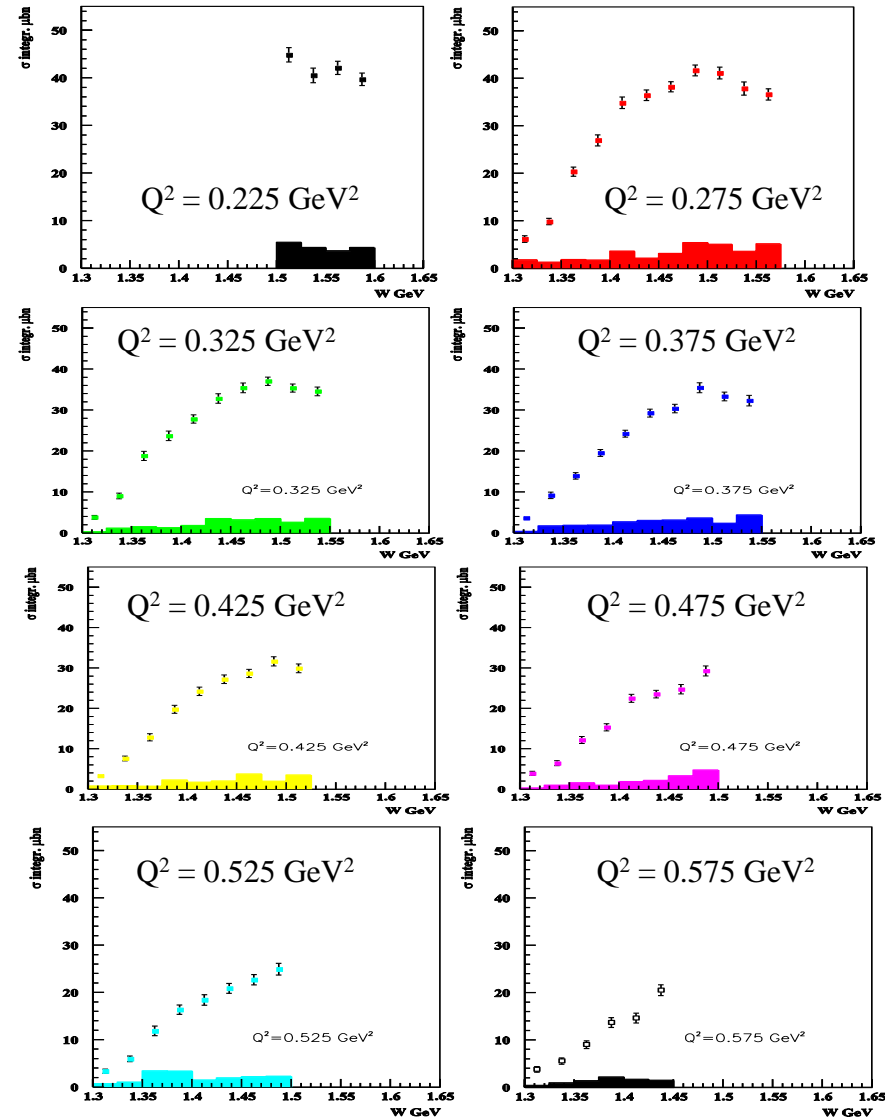 σ integr. μbn
50
40
30
20
10
0
Q² = 0.225 GeV²
1.3 1.35 1.4 1.45 1.5 1.55 1.6 1.65
W GeV
σ integr. μbn
50
40
30
20
10
0
Q² = 0.275 GeV²
1.3 1.35 1.4 1.45 1.5 1.55 1.6 1.65
W GeV
σ integr. μbn
50
40
30
20
10
0
Q² = 0.325 GeV²
Q²=0.325 GeV²
1.3 1.35 1.4 1.45 1.5 1.55 1.6 1.65
W GeV
σ integr. μbn
50
40
30
20
10
0
Q² = 0.375 GeV²
Q²=0.375 GeV²
1.3 1.35 1.4 1.45 1.5 1.55 1.6 1.65
W GeV
σ integr. μbn
50
40
30
20
10
0
Q² = 0.425 GeV²
Q²=0.425 GeV²
1.3 1.35 1.4 1.45 1.5 1.55 1.6 1.65
W GeV
σ integr. μbn
50
40
30
20
10
0
Q² = 0.475 GeV²
Q²=0.475 GeV²
1.3 1.35 1.4 1.45 1.5 1.55 1.6 1.65
W GeV
σ integr. μbn
50
40
30
20
10
0
Q² = 0.525 GeV²
Q²=0.525 GeV²
1.3 1.35 1.4 1.45 1.5 1.55 1.6 1.65
W GeV
σ integr. μbn
50
40
30
20
10
0
Q² = 0.575 GeV²
Q²=0.575 GeV²
1.3 1.35 1.4 1.45 1.5 1.55 1.6 1.65
W GeV